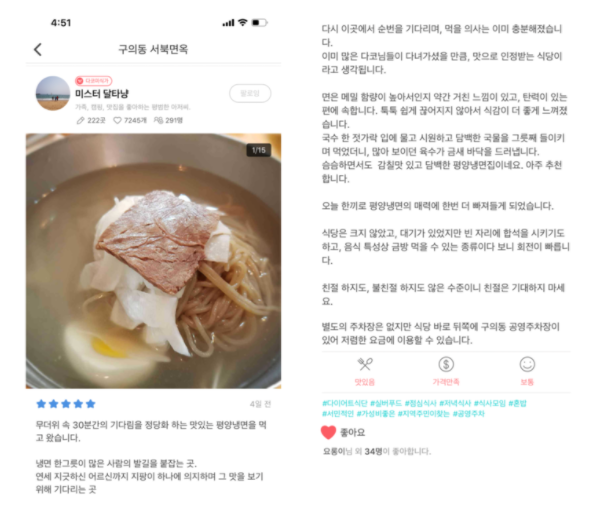 4:51
구의동 서북면옥
미스터 달타냥
가족, 캠핑, 맛집을 좋아하는 평범한 아저씨.
222곳 7245개 291명
팔로잉
1/15
4일 전
무더위 속 30분간의 기다림을 정당화 하는 맛있는 평양냉면을 먹
고 왔습니다.
냉면 한그릇이 많은 사람의 발길을 붙잡는 곳.
연세 지긋하신 어르신까지 지팡이 하나에 의지하며 그 맛을 보기
위해 기다리는 곳
다시 이곳에서 순번을 기다리며, 먹을 의사는 이미 충분해졌습니
다.
이미 많은 다코님들이 다녀가셨을 만큼, 맛으로 인정받는 식당이
라고 생각됩니다.
면은 메밀 함량이 높아서인지 약간 거친 느낌이 있고, 탄력이 있는
편에 속합니다. 툭툭 쉽게 끊어지지 않아서 식감이 더 좋게 느껴졌
습니다.
국수 한 젓가락 입에 물고 시원하고 담백한 국물을 그릇째 들이키
며 먹었더니, 많아 보이던 육수가 금새 바닥을 드러냅니다.
슴슴하면서도 감칠맛 있고 담백한 평양냉면집이네요. 아주 추천
합니다.
오늘 한끼로 평양냉면의 매력에 한번 더 빠져들게 되었습니다.
식당은 크지 않았고, 대기가 있었지만 빈 자리에 합석을 시키기도
하고, 음식 특성상 금방 먹을 수 있는 종류이다 보니 회전이 빠릅니
다.
친절 하지도, 불친절 하지도 않은 수준이니 친절은 기대하지 마세
요.
별도의 주차장은 없지만 식당 바로 뒤쪽에 구의동 공영주차장이
있어 저렴한 요금에 이용할 수 있습니다.
맛있음 가격만족 보통
#다이어트식단 #실버푸드 #점심식사 #저녁식사 #식사모임 #혼밥
#서민적인 #가성비좋은 #지역주민이찾는 #공영주차
좋아요
요롱이님 외 34명이 좋아합니다.